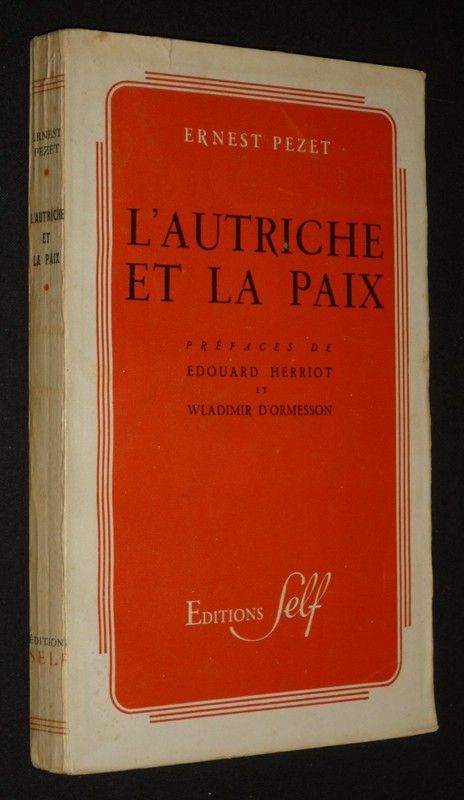 ERNEST PEZET
L'AUTRICHE
ET LA PAIX
PRÉFACES DE
EDOUARD HERRIOT
ET
WLADIMIR D'ORMESSON
EDITIONS Self
ERNEST
PEZET
L'AUTRICHE
ET
LA PAIX
EDITIONS
SELF